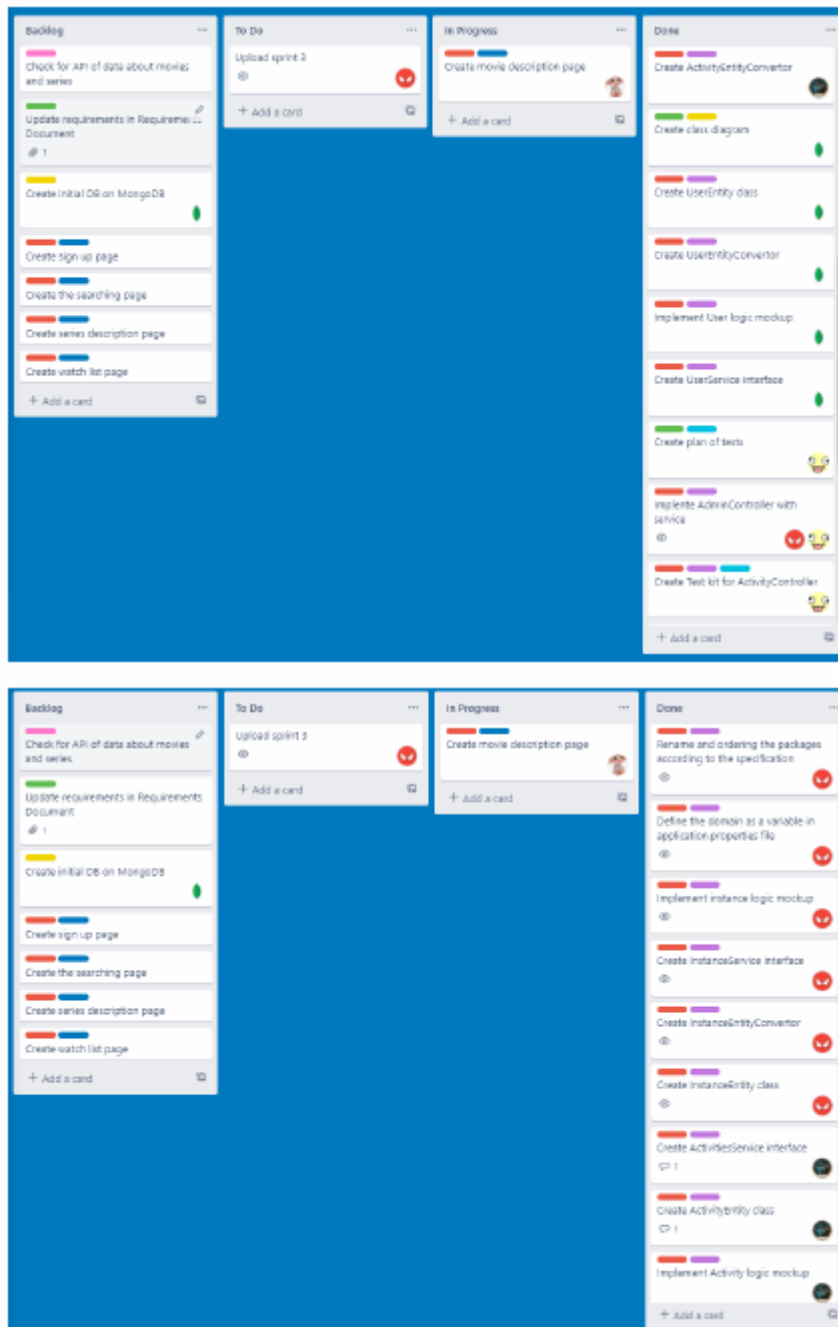 Backlog
Check for API of data about movies
and series
Update requirements in Requiremen...
Document
1
Create initial DB on MongoDB
Create sign up page
Create the searching page
Create series description page
Create watch list page
+ Add a card
To Do
Upload sprint 3
+ Add a card
In Progress
Create movie description page
+ Add a card
Done
Create ActivityEntityConvertor
Create class diagram
Create UserEntity class
Create UserEntityConvertor
Implement User logic mockup
Create UserService interface
Create plan of tests
Implente AdminController with
service
Create Test kit for ActivityController
+ Add a card
Backlog
Check for API of data about movies
and series
Update requirements in Requirements
Document
1
Create initial DB on MongoDB
Create sign up page
Create the searching page
Create series description page
Create watch list page
+ Add a card
To Do
Upload sprint 3
+ Add a card
In Progress
Create movie description page
+ Add a card
Done
Rename and ordering the packages
according to the specification
Define the domain as a variable in
application.properties file
Implement instance logic mockup
Create InstanceService interface
Create InstanceEntityConvertor
Create InstanceEntity class
Create ActivitiesService interface
1
Create ActivityEntity class
1
Implement Activity logic mockup
+ Add a card